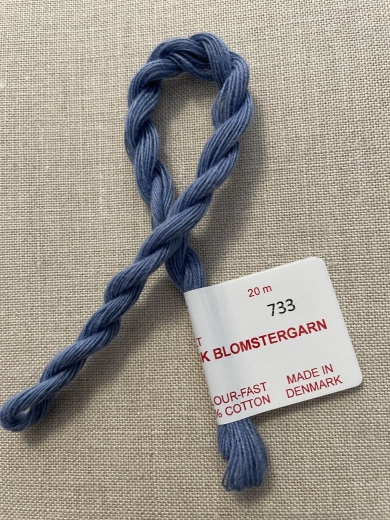 20 m
733
T
K BLOMSTERGARN
OUR-FAST
% COTTON
MADE IN
DENMARK